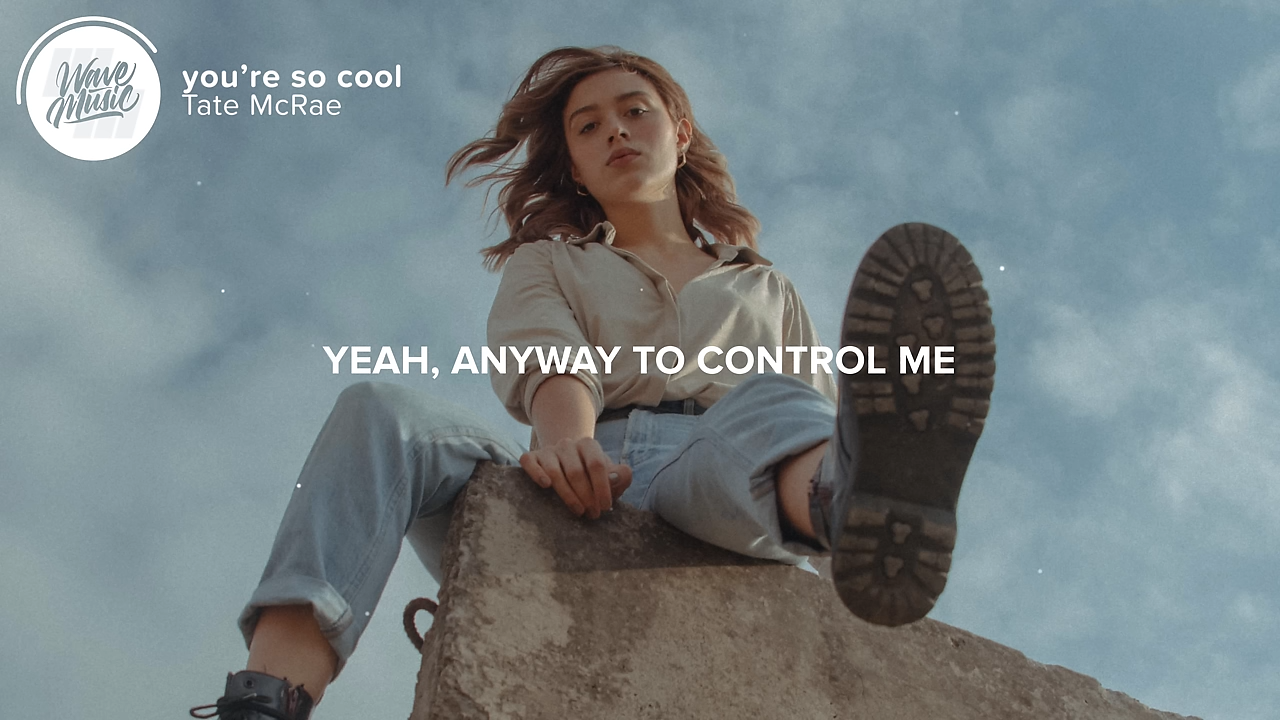 Wave
Music
you’re so cool
Tate McRae
YEAH, ANYWAY TO CONTROL ME